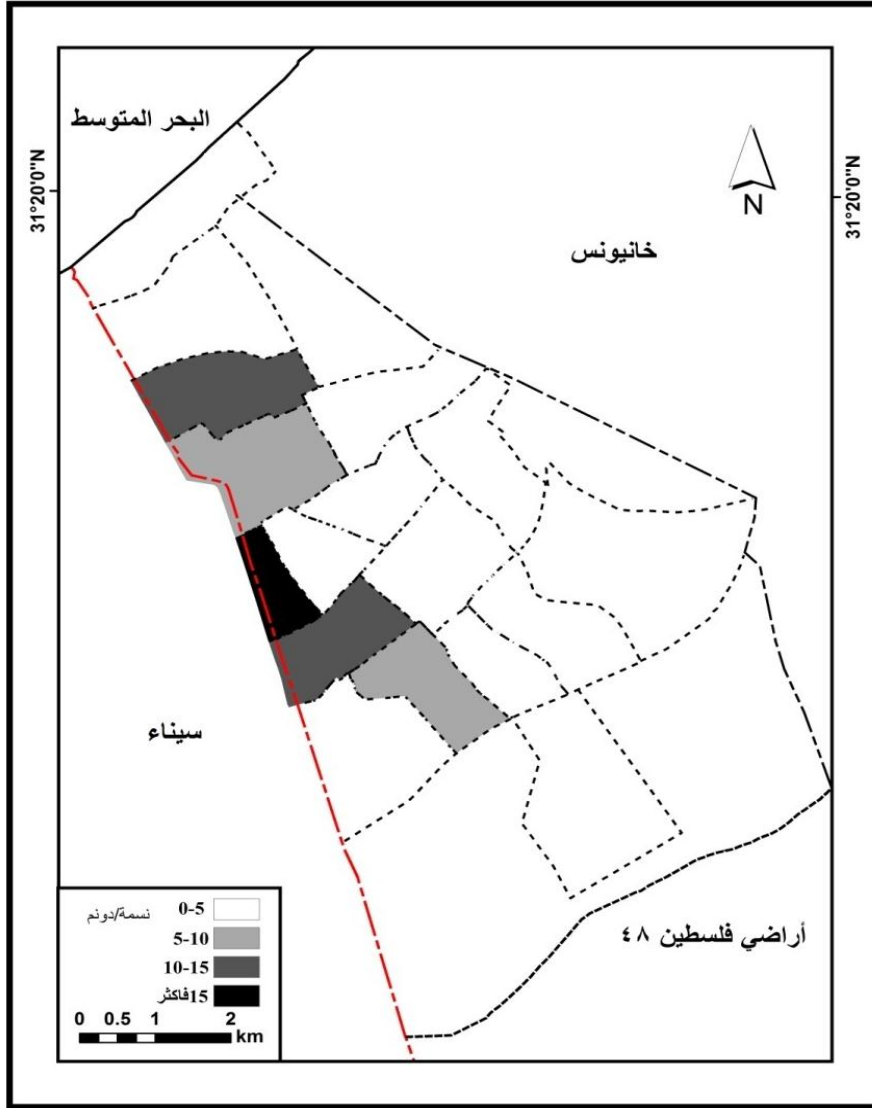 البحر المتوسط
31°20'0"N
31°20'0"N
N
خانيونس
سيناء
أراضي فلسطين ٤٨
نسمة/دونم
0-5
5-10
10-15
15فاكثر
0 0.5 1 2
km